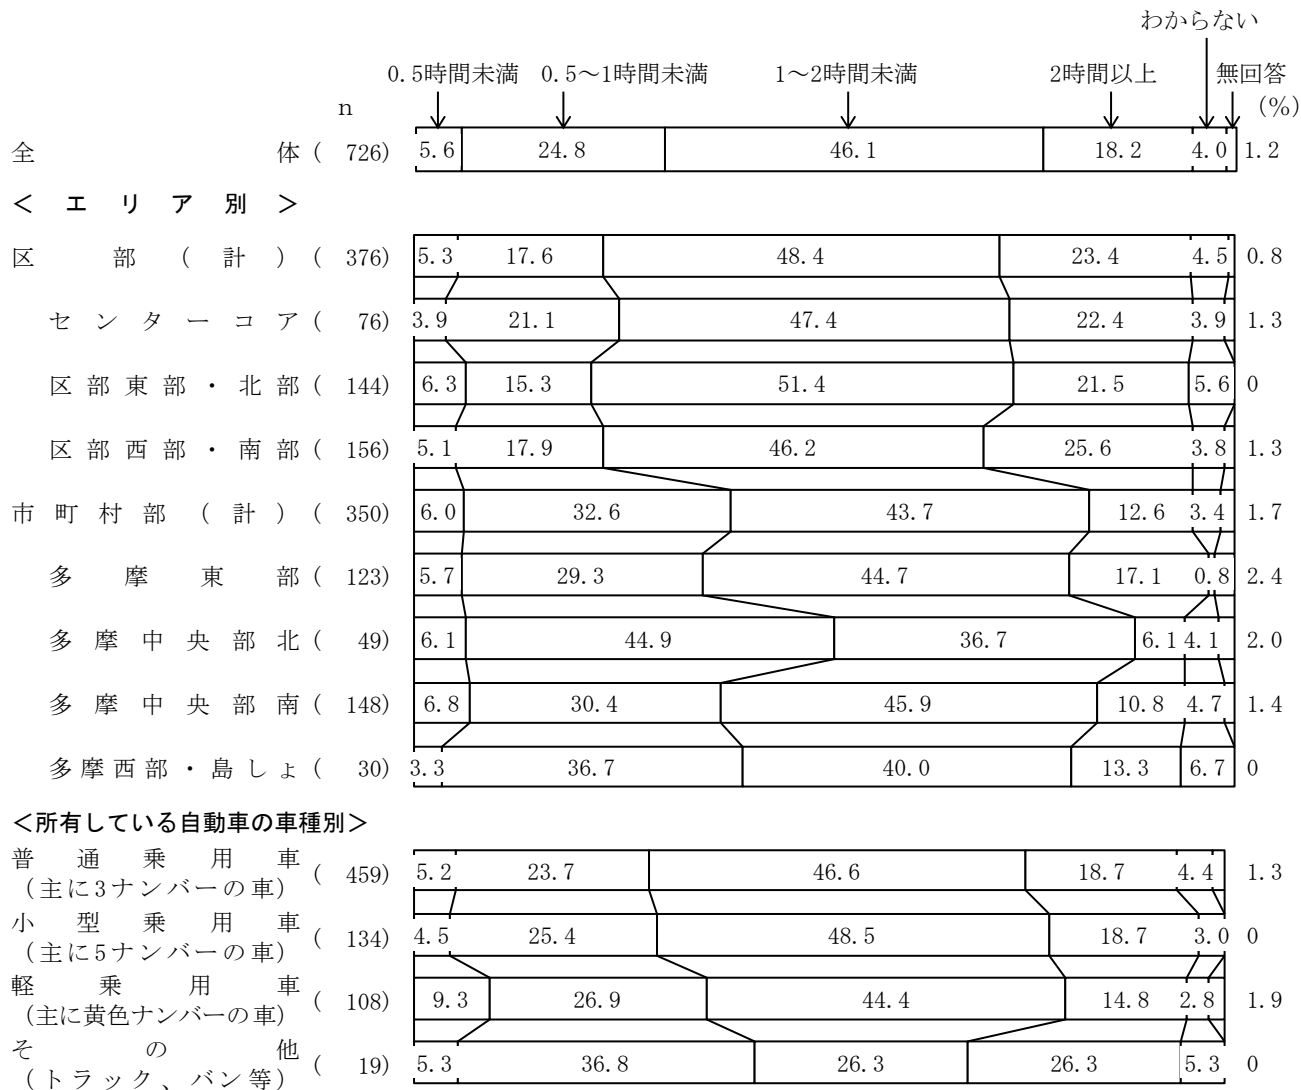 わからない
0.5時間未満 0.5～1時間未満 1～2時間未満 2時間以上 無回答
n (%)
全体( 726) 5.6 24.8 46.1 18.2 4.0 1.2
＜エリア別＞
区部(計)( 376) 5.3 17.6 48.4 23.4 4.5 0.8
センターコア( 76) 3.9 21.1 47.4 22.4 3.9 1.3
区部東部・北部( 144) 6.3 15.3 51.4 21.5 5.6 0
区部西部・南部( 156) 5.1 17.9 46.2 25.6 3.8 1.3
市町村部(計)( 350) 6.0 32.6 43.7 12.6 3.4 1.7
多摩東部( 123) 5.7 29.3 44.7 17.1 0.8 2.4
多摩中央部北( 49) 6.1 44.9 36.7 6.1 4.1 2.0
多摩中央部南( 148) 6.8 30.4 45.9 10.8 4.7 1.4
多摩西部・島しょ( 30) 3.3 36.7 40.0 13.3 6.7 0
＜所有している自動車の車種別＞
普通乗用車
(主に3ナンバーの車) ( 459) 5.2 23.7 46.6 18.7 4.4 1.3
小型乗用車
(主に5ナンバーの車) ( 134) 4.5 25.4 48.5 18.7 3.0 0
軽乗用車
(主に黄色ナンバーの車) ( 108) 9.3 26.9 44.4 14.8 2.8 1.9
その他
(トラック、バン等) ( 19) 5.3 36.8 26.3 26.3 5.3 0